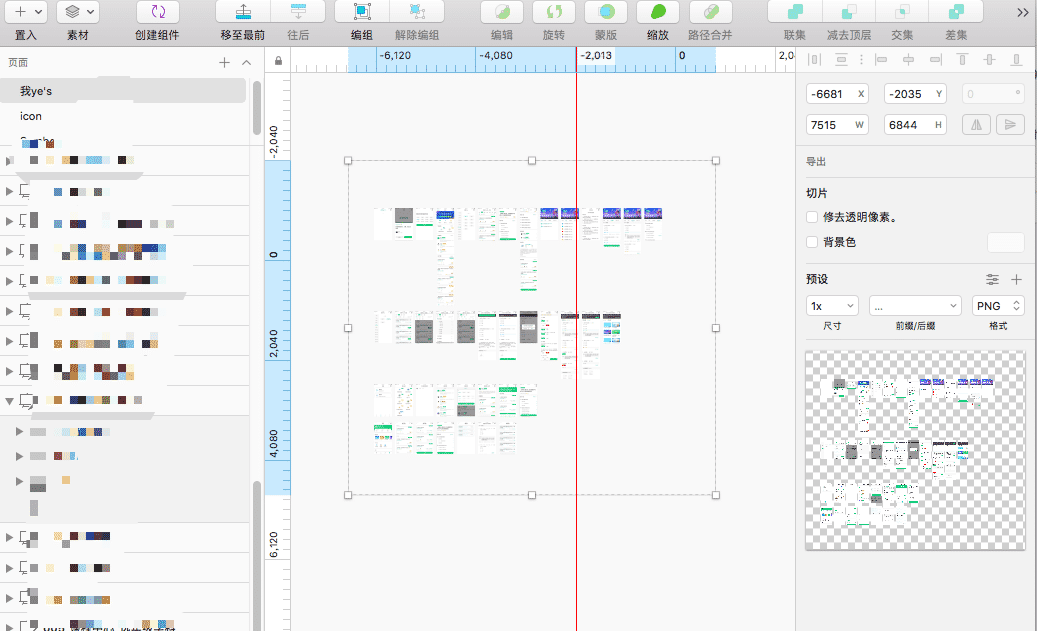 置入 素材 创建组件 移至最前 往后 编组 解除编组 编辑 旋转 蒙版 缩放 路径合并 联集 减去顶层 交集 差集
页面
-6,120 -4,080 -2,013 0 2,04
我ye's
icon
-2,040
0
2,040
4,080
6,120
-6681 X -2035 Y 0 °
7515 W 6844 H
导出
切片
修去透明像素。
背景色
预设
1x ... PNG
尺寸 前缀/后缀 格式